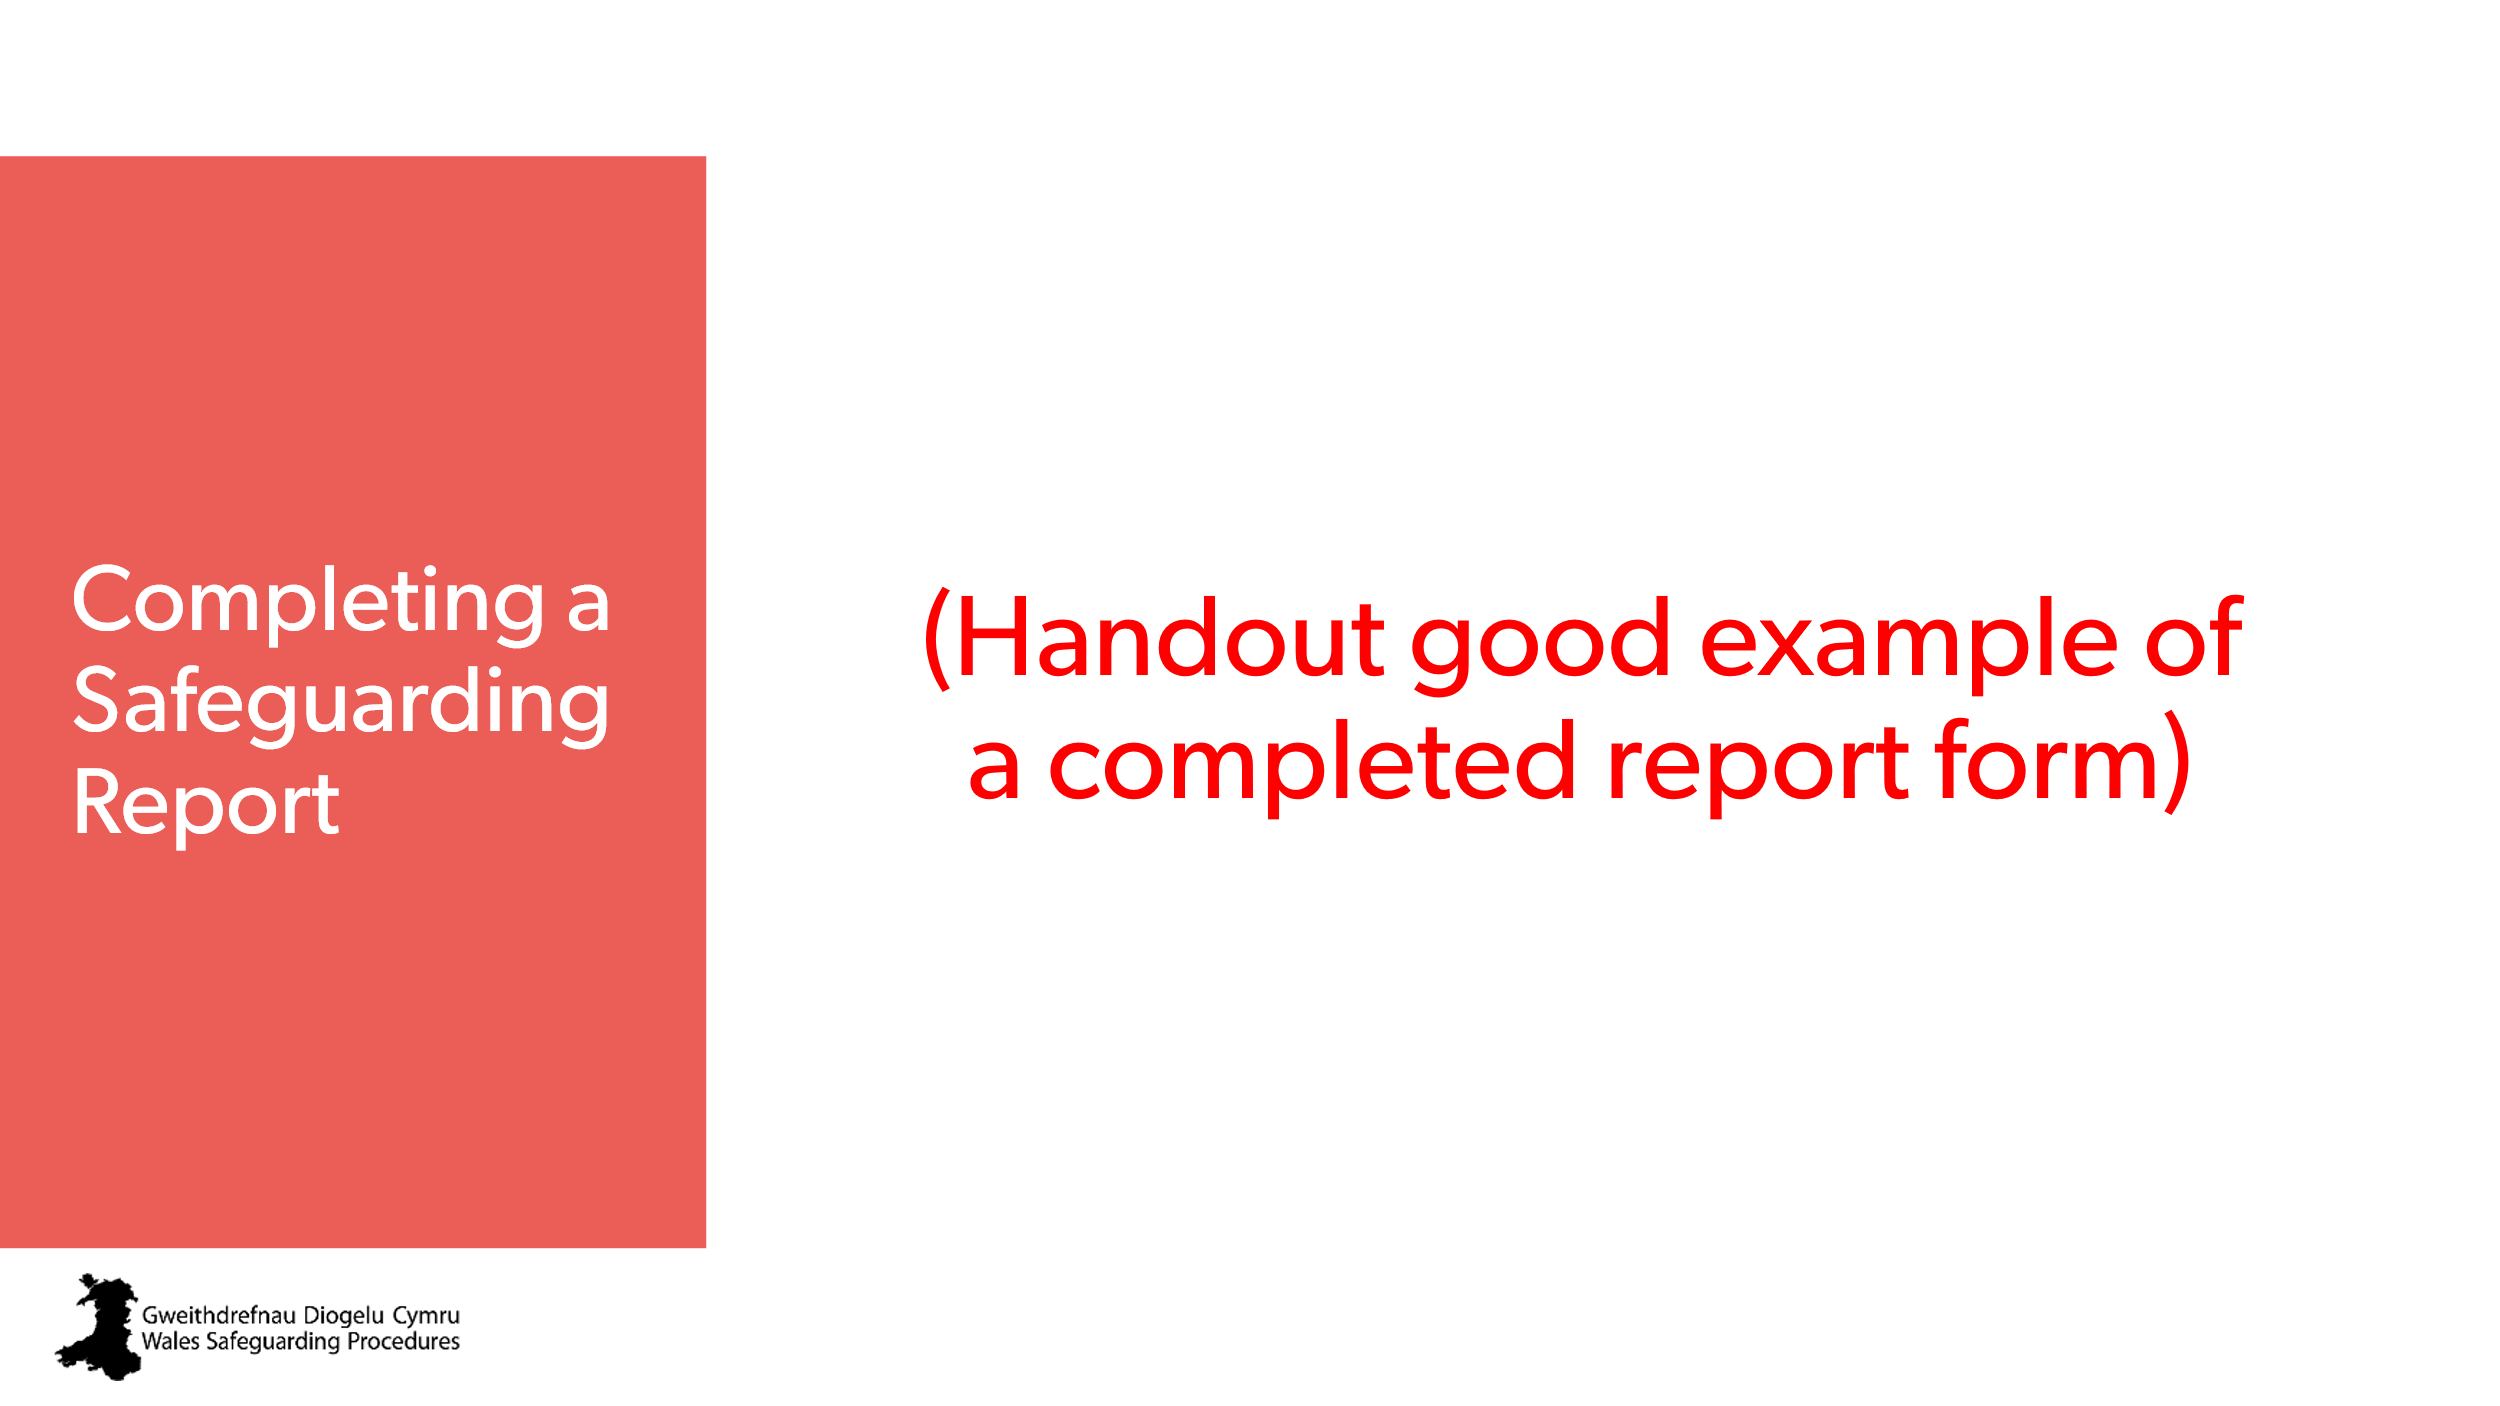 Completing a
Safeguarding
Report
(Handout good example of
a completed report form)
Gweithdrefnau Diogelu Cymru
Wales Safeguarding Procedures